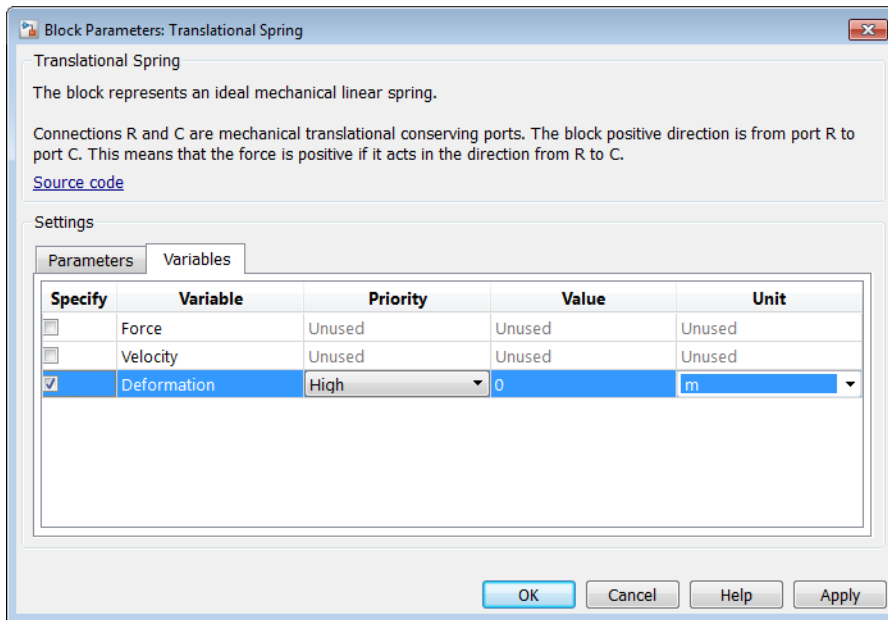 Block Parameters: Translational Spring
Translational Spring
The block represents an ideal mechanical linear spring.
Connections R and C are mechanical translational conserving ports. The block positive direction is from port R to
port C. This means that the force is positive if it acts in the direction from R to C.
Source code
Settings
Parameters Variables
Specify Variable Priority Value Unit
Force Unused Unused Unused
Velocity Unused Unused Unused
Deformation High 0 m
OK Cancel Help Apply